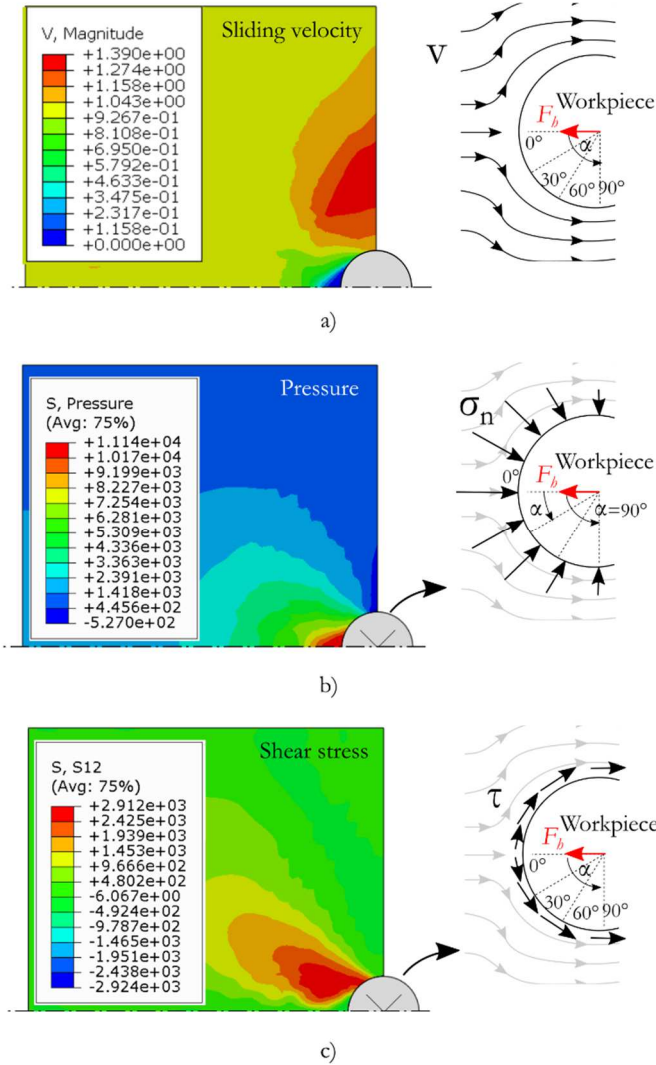 V, Magnitude
+1.390e+00
+1.274e+00
+1.158e+00
+1.043e+00
+9.267e-01
+8.108e-01
+6.950e-01
+5.792e-01
+4.633e-01
+3.475e-01
+2.317e-01
+1.158e-01
+0.000e+00
Sliding velocity
V
Workpiece
F_h
0°
α
30°
60°
90°
a)
S, Pressure
(Avg: 75%)
+1.114e+04
+1.017e+04
+9.199e+03
+8.227e+03
+7.254e+03
+6.281e+03
+5.309e+03
+4.336e+03
+3.363e+03
+2.391e+03
+1.418e+03
+4.456e+02
-5.270e+02
Pressure
σn
Workpiece
0°
F_h
α
α=90°
b)
S, S12
(Avg: 75%)
+2.912e+03
+2.425e+03
+1.939e+03
+1.453e+03
+9.666e+02
+4.802e+02
-6.067e+00
-4.924e+02
-9.787e+02
-1.465e+03
-1.951e+03
-2.438e+03
-2.924e+03
Shear stress
τ
Workpiece
F_h
0°
α
30°
60°
90°
c)